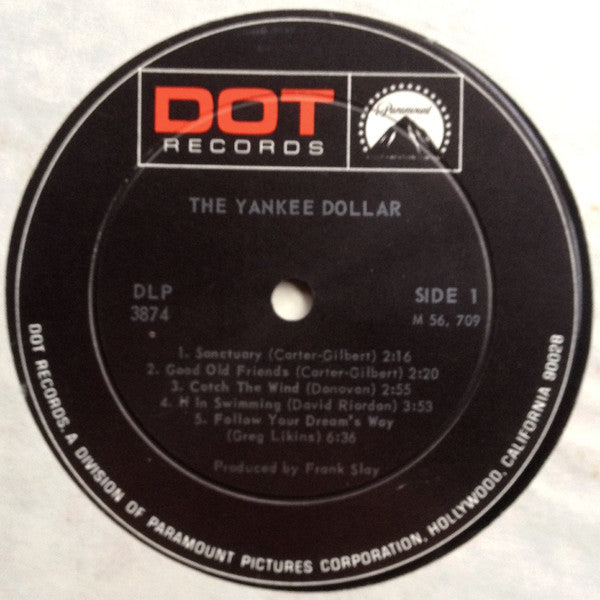 DOT
RECORDS
Paramount
THE YANKEE DOLLAR
DLP
3874
SIDE 1
M 56, 709
1. Sanctuary (Carter-Gilbert) 2:16
2. Good Old Friends (Carter-Gilbert) 2:20
3. Catch The Wind (Donovan) 2:55
4. H In Swimming (David Riordan) 3:53
5. Follow Your Dream's Way
(Greg Likins) 6:36
Produced by Frank Slay
DOT RECORDS, A DIVISION OF PARAMOUNT PICTURES CORPORATION, HOLLYWOOD, CALIFORNIA 90028